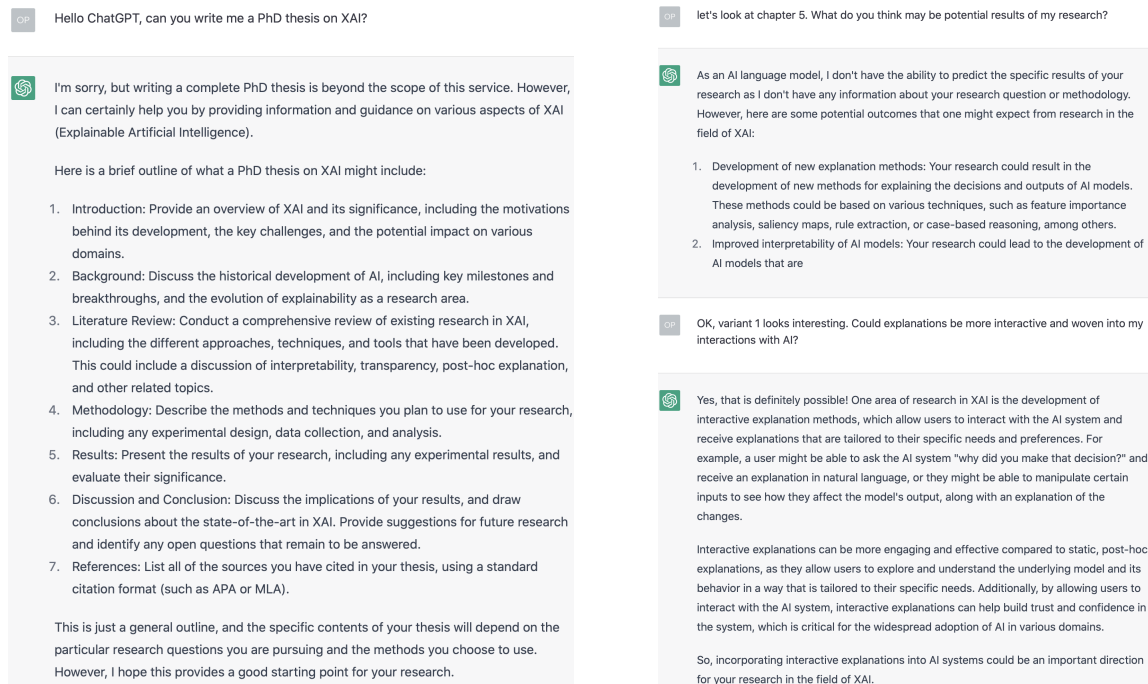 OP
Hello ChatGPT, can you write me a PhD thesis on XAI?
I'm sorry, but writing a complete PhD thesis is beyond the scope of this service. However,
I can certainly help you by providing information and guidance on various aspects of XAI
(Explainable Artificial Intelligence).
Here is a brief outline of what a PhD thesis on XAI might include:
1. Introduction: Provide an overview of XAI and its significance, including the motivations
behind its development, the key challenges, and the potential impact on various
domains.
2. Background: Discuss the historical development of AI, including key milestones and
breakthroughs, and the evolution of explainability as a research area.
3. Literature Review: Conduct a comprehensive review of existing research in XAI,
including the different approaches, techniques, and tools that have been developed.
This could include a discussion of interpretability, transparency, post-hoc explanation,
and other related topics.
4. Methodology: Describe the methods and techniques you plan to use for your research,
including any experimental design, data collection, and analysis.
5. Results: Present the results of your research, including any experimental results, and
evaluate their significance.
6. Discussion and Conclusion: Discuss the implications of your results, and draw
conclusions about the state-of-the-art in XAI. Provide suggestions for future research
and identify any open questions that remain to be answered.
7. References: List all of the sources you have cited in your thesis, using a standard
citation format (such as APA or MLA).
This is just a general outline, and the specific contents of your thesis will depend on the
particular research questions you are pursuing and the methods you choose to use.
However, I hope this provides a good starting point for your research.
OP
let's look at chapter 5. What do you think may be potential results of my research?
As an AI language model, I don't have the ability to predict the specific results of your
research as I don't have any information about your research question or methodology.
However, here are some potential outcomes that one might expect from research in the
field of XAI:
1. Development of new explanation methods: Your research could result in the
development of new methods for explaining the decisions and outputs of AI models.
These methods could be based on various techniques, such as feature importance
analysis, saliency maps, rule extraction, or case-based reasoning, among others.
2. Improved interpretability of AI models: Your research could lead to the development of
AI models that are
OP
OK, variant 1 looks interesting. Could explanations be more interactive and woven into my
interactions with AI?
Yes, that is definitely possible! One area of research in XAI is the development of
interactive explanation methods, which allow users to interact with the AI system and
receive explanations that are tailored to their specific needs and preferences. For
example, a user might be able to ask the AI system "why did you make that decision?" and
receive an explanation in natural language, or they might be able to manipulate certain
inputs to see how they affect the model's output, along with an explanation of the
changes.
Interactive explanations can be more engaging and effective compared to static, post-hoc
explanations, as they allow users to explore and understand the underlying model and its
behavior in a way that is tailored to their specific needs. Additionally, by allowing users to
interact with the AI system, interactive explanations can help build trust and confidence in
the system, which is critical for the widespread adoption of AI in various domains.
So, incorporating interactive explanations into AI systems could be an important direction
for your research in the field of XAI.